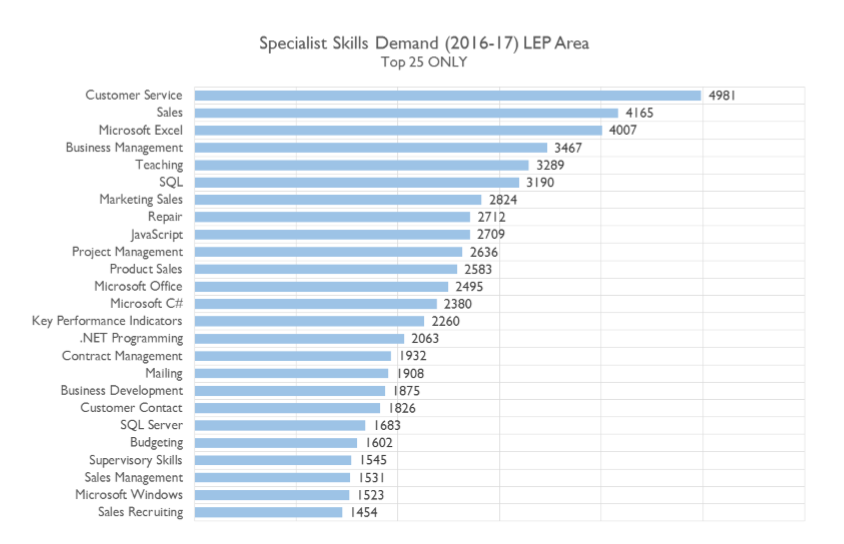 Specialist Skills Demand (2016-17) LEP Area
Top 25 ONLY
Customer Service 4981
Sales 4165
Microsoft Excel 4007
Business Management 3467
Teaching 3289
SQL 3190
Marketing Sales 2824
Repair 2712
JavaScript 2709
Project Management 2636
Product Sales 2583
Microsoft Office 2495
Microsoft C# 2380
Key Performance Indicators 2260
.NET Programming 2063
Contract Management 1932
Mailing 1908
Business Development 1875
Customer Contact 1826
SQL Server 1683
Budgeting 1602
Supervisory Skills 1545
Sales Management 1531
Microsoft Windows 1523
Sales Recruiting 1454